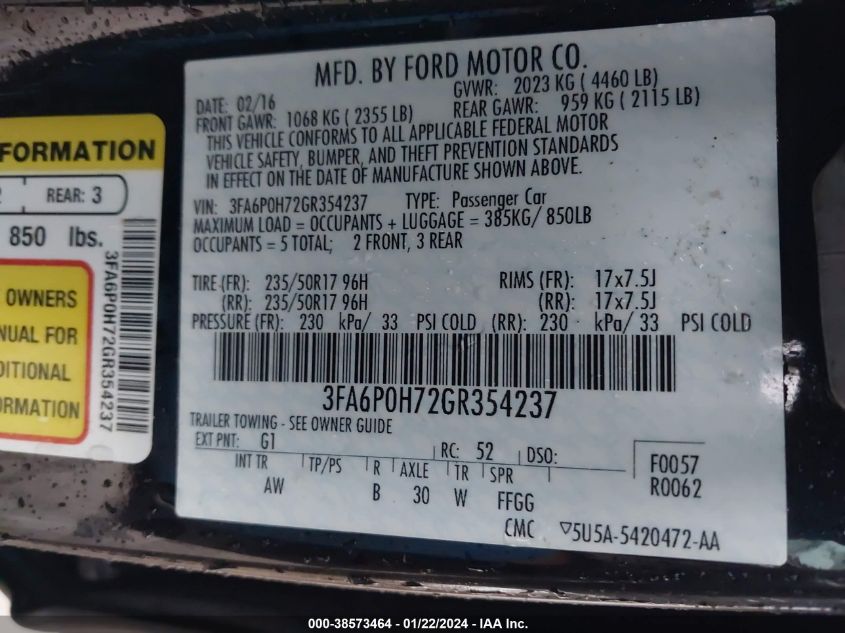 MFD. BY FORD MOTOR CO.
DATE: 02/16 GVWR: 2023 KG ( 4460 LB)
FRONT GAWR: 1068 KG ( 2355 LB) REAR GAWR: 959 KG ( 2115 LB)
THIS VEHICLE CONFORMS TO ALL APPLICABLE FEDERAL MOTOR
VEHICLE SAFETY, BUMPER, AND THEFT PREVENTION STANDARDS
IN EFFECT ON THE DATE OF MANUFACTURE SHOWN ABOVE.
VIN: 3FA6P0H72GR354237 TYPE: Passenger Car
MAXIMUM LOAD = OCCUPANTS + LUGGAGE = 385KG/ 850LB
OCCUPANTS = 5 TOTAL; 2 FRONT, 3 REAR
TIRE (FR): 235/50R17 96H RIMS (FR): 17x7.5J
(RR): 235/50R17 96H (RR): 17x7.5J
PRESSURE (FR): 230 kPa/ 33 PSI COLD (RR): 230 kPa/ 33 PSI COLD
3FA6P0H72GR354237
TRAILER TOWING - SEE OWNER GUIDE
EXT PNT: G1 RC: 52 DSO: F0057
INT TR TP/PS R AXLE TR SPR R0062
AW B 30 W FFGG
CMC 5U5A-5420472-AA
FORMATION
2 REAR: 3
850 lbs.
OWNERS
NUAL FOR
DITIONAL
ORMATION
3FA6P0H72GR354237
000-38573464 - 01/22/2024 - IAA Inc.